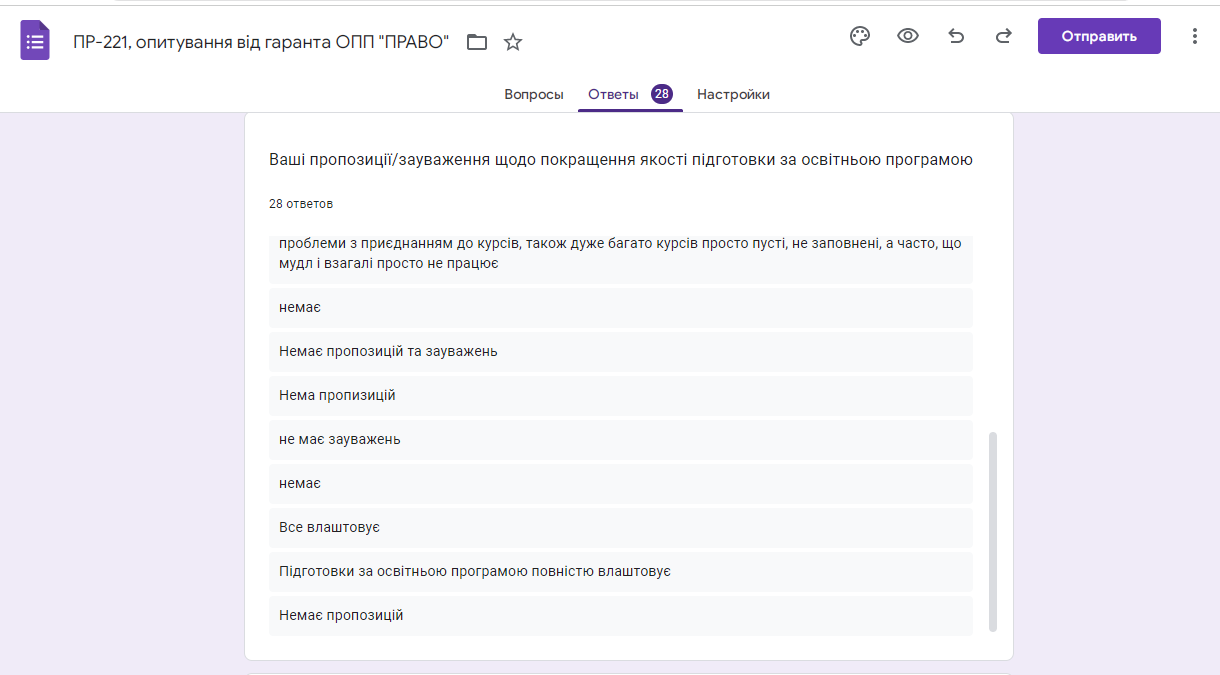 ПР-221, опитування від гаранта ОПП "ПРАВО"
Отправить
Вопросы
Ответы 28
Настройки
Ваші пропозиції/зауваження щодо покращення якості підготовки за освітньою програмою
28 ответов
проблеми з приєднанням до курсів, також дуже багато курсів просто пусті, не заповнені, а часто, що
мудл і взагалі просто не працює
немає
Немає пропозицій та зауважень
Нема пропизицій
не має зауважень
немає
Все влаштовує
Підготовки за освітньою програмою повністю влаштовує
Немає пропозицій